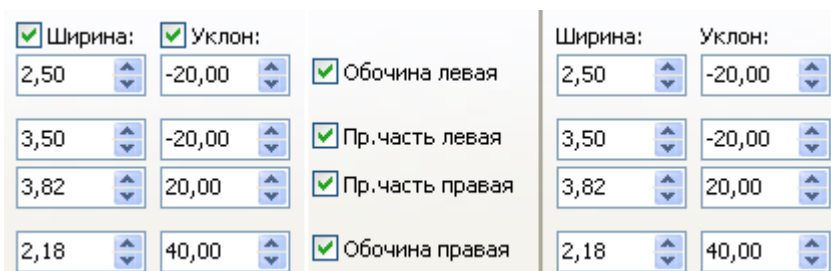 Ширина: Уклон: Ширина: Уклон:
2,50 -20,00 Обочина левая 2,50 -20,00
3,50 -20,00 Пр.часть левая 3,50 -20,00
3,82 20,00 Пр.часть правая 3,82 20,00
2,18 40,00 Обочина правая 2,18 40,00